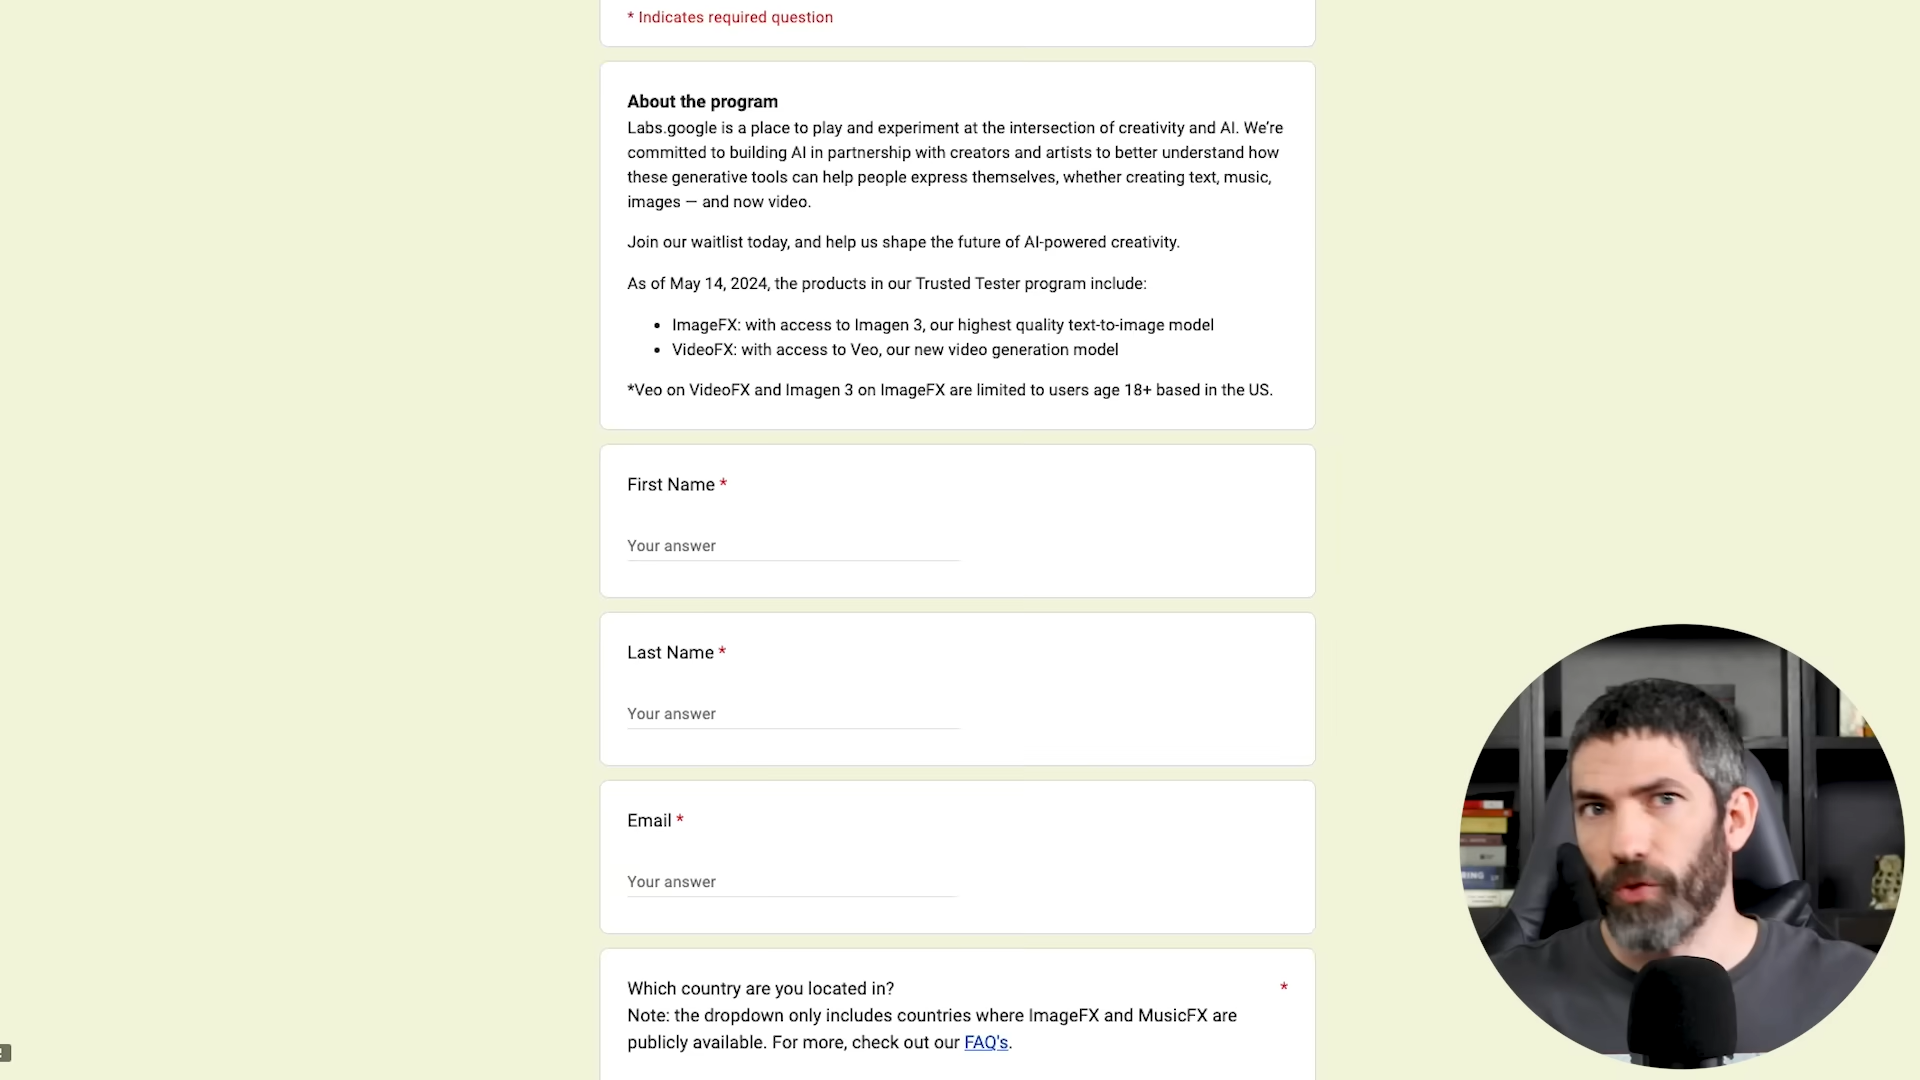 * Indicates required question
About the program
Labs.google is a place to play and experiment at the intersection of creativity and AI. We're
committed to building AI in partnership with creators and artists to better understand how
these generative tools can help people express themselves, whether creating text, music,
images — and now video.
Join our waitlist today, and help us shape the future of AI-powered creativity.
As of May 14, 2024, the products in our Trusted Tester program include:
• ImageFX: with access to Imagen 3, our highest quality text-to-image model
• VideoFX: with access to Veo, our new video generation model
*Veo on VideoFX and Imagen 3 on ImageFX are limited to users age 18+ based in the US.
First Name *
Your answer
Last Name *
Your answer
Email *
Your answer
Which country are you located in? *
Note: the dropdown only includes countries where ImageFX and MusicFX are
publicly available. For more, check out our FAQ's.